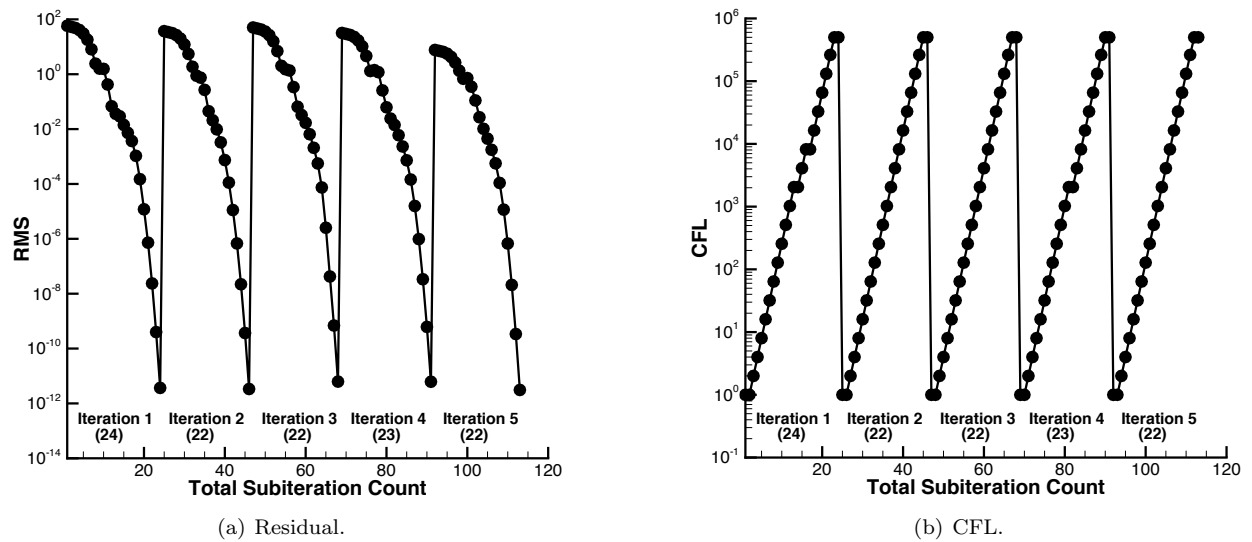 10^2
10^0
10^-2
10^-4
10^-6
10^-8
10^-10
10^-12
10^-14
RMS
Iteration 1
(24)
Iteration 2
(22)
Iteration 3
(22)
Iteration 4
(23)
Iteration 5
(22)
20 40 60 80 100 120
Total Subiteration Count
(a) Residual.
10^6
10^5
10^4
10^3
10^2
10^1
10^0
10^-1
CFL
Iteration 1
(24)
Iteration 2
(22)
Iteration 3
(22)
Iteration 4
(23)
Iteration 5
(22)
20 40 60 80 100 120
Total Subiteration Count
(b) CFL.